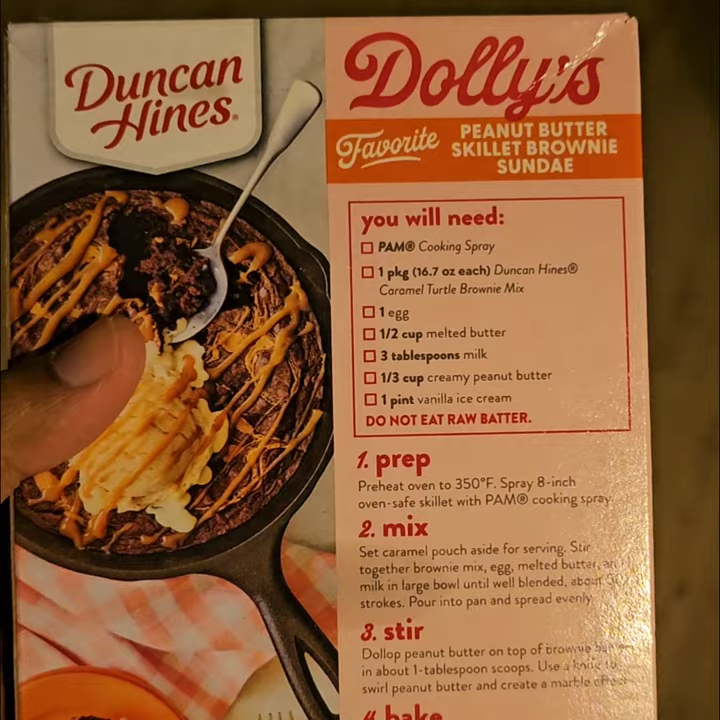 Duncan
Hines®
Dolly's
Favorite
PEANUT BUTTER
SKILLET BROWNIE
SUNDAE
you will need:
PAM® Cooking Spray
1 pkg (16.7 oz each) Duncan Hines®
Caramel Turtle Brownie Mix
1 egg
1/2 cup melted butter
3 tablespoons milk
1/3 cup creamy peanut butter
1 pint vanilla ice cream
DO NOT EAT RAW BATTER.
1. prep
Preheat oven to 350°F. Spray 8-inch
oven-safe skillet with PAM® cooking spray.
2. mix
Set caramel pouch aside for serving. Stir
together brownie mix, egg, melted butter,
milk in large bowl until well blended, about
strokes. Pour into pan and spread evenly.
3. stir
Dollop peanut butter on top of brownie
in about 1-tablespoon scoops. Use a knife to
swirl peanut butter and create a marble effect.
4. bake